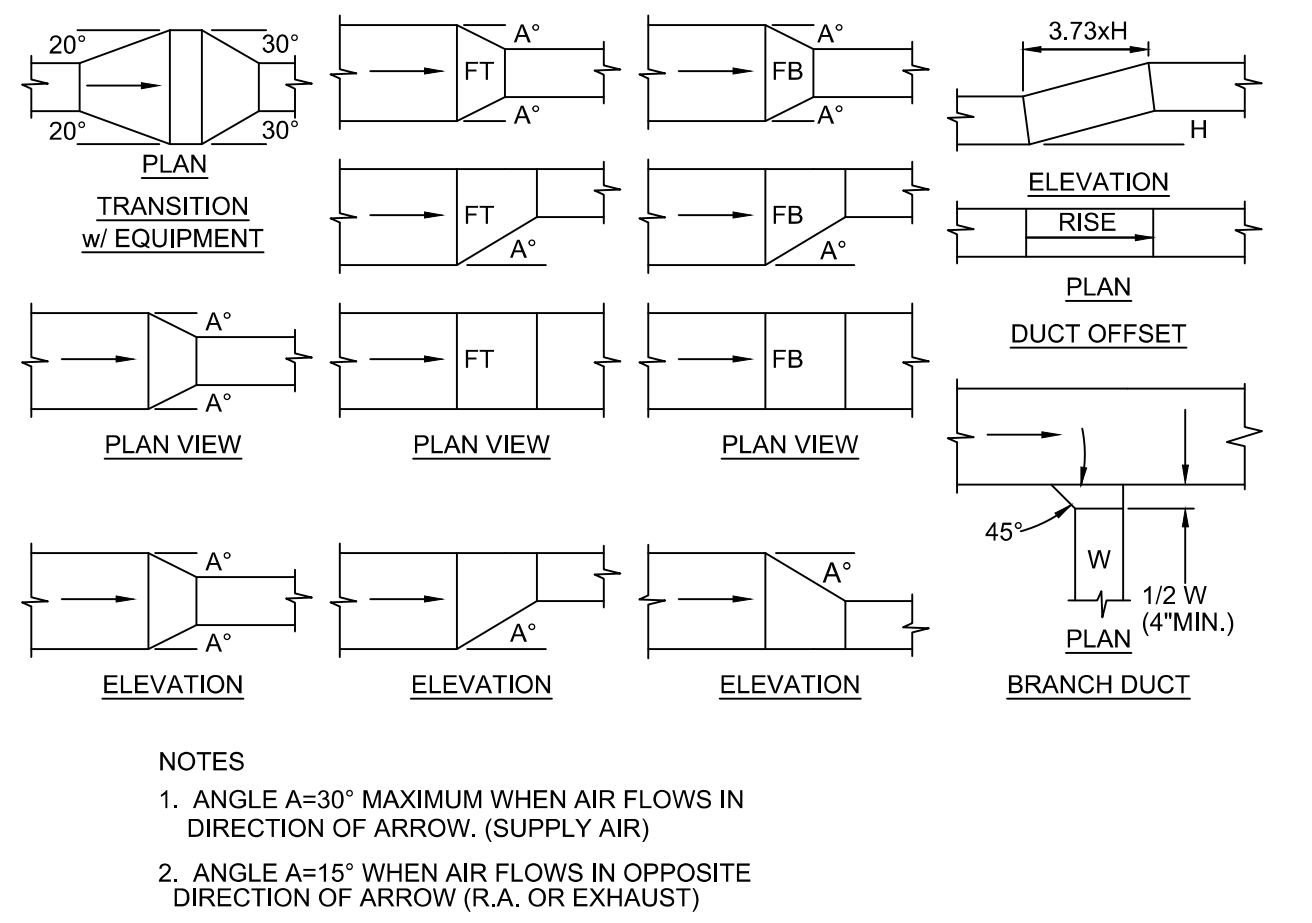 20°
30°
20°
30°
PLAN
TRANSITION
w/ EQUIPMENT
A°
FT
A°
A°
FB
A°
3.73xH
H
ELEVATION
FT
A°
FB
A°
RISE
PLAN
DUCT OFFSET
A°
A°
PLAN VIEW
FT
PLAN VIEW
FB
PLAN VIEW
45°
W
1/2 W
(4"MIN.)
PLAN
BRANCH DUCT
A°
A°
ELEVATION
A°
ELEVATION
A°
ELEVATION
NOTES
1. ANGLE A=30° MAXIMUM WHEN AIR FLOWS IN
DIRECTION OF ARROW. (SUPPLY AIR)
2. ANGLE A=15° WHEN AIR FLOWS IN OPPOSITE
DIRECTION OF ARROW (R.A. OR EXHAUST)